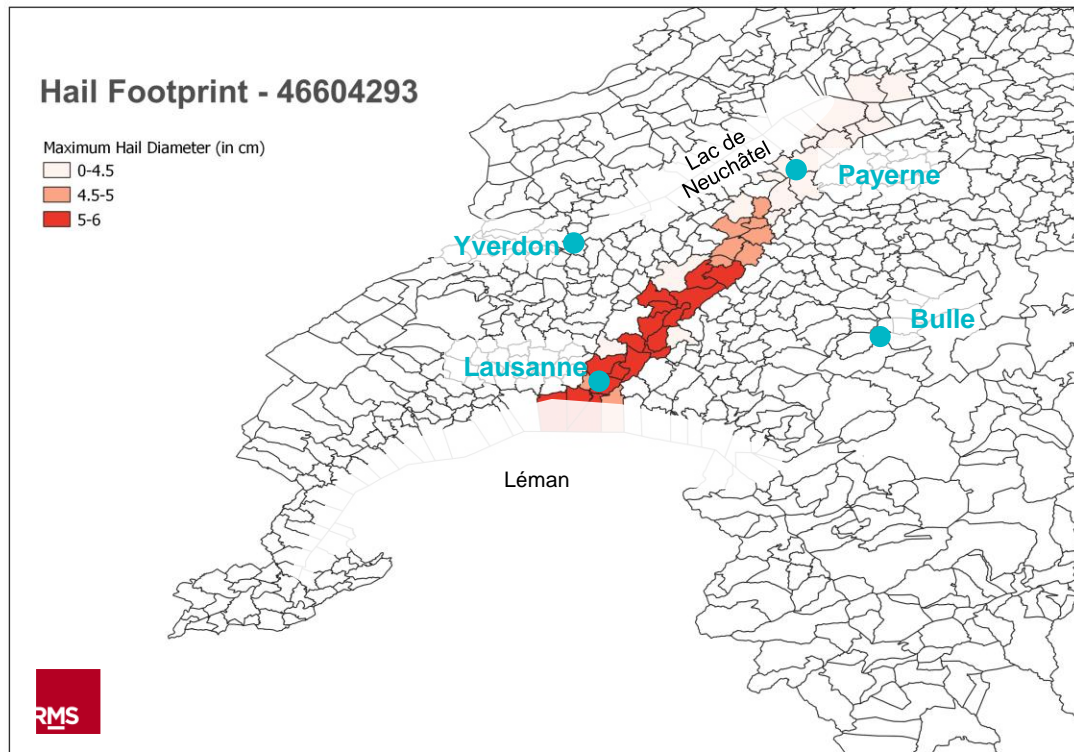 Hail Footprint - 46604293
Maximum Hail Diameter (in cm)
0-4.5
4.5-5
5-6
Lac de
Neuchâtel
Payerne
Yverdon
Bulle
Lausanne
Léman
RMS